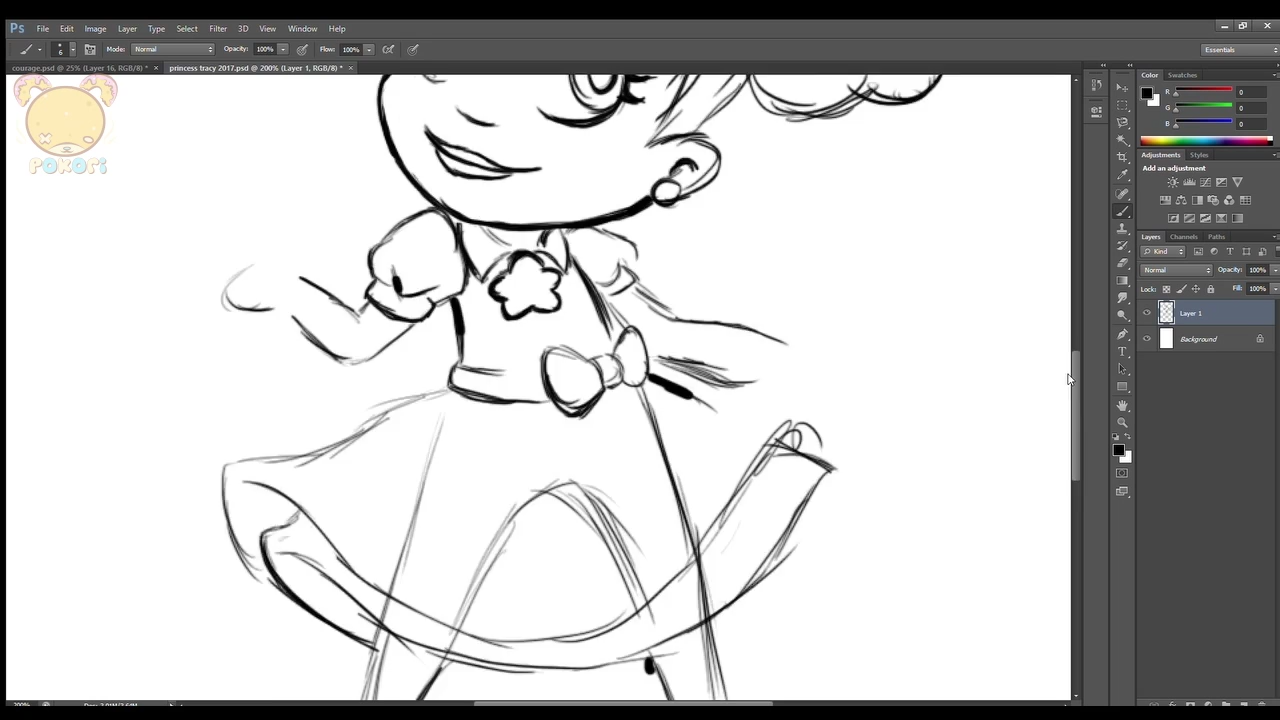 Ps File Edit Image Layer Type Select Filter 3D View Window Help
6 Mode: Normal Opacity: 100% Flow: 100% Essentials
courage.psd @ 25% (Layer 16, RGB/8) * × princess tracy 2017.psd @ 200% (Layer 1, RGB/8) * ×
POKORi
Color Swatches
R 0
G 0
B 0
Adjustments Styles
Add an adjustment
Layers Channels Paths
Kind
Normal Opacity: 100%
Lock: Fill: 100%
Layer 1
Background
200%